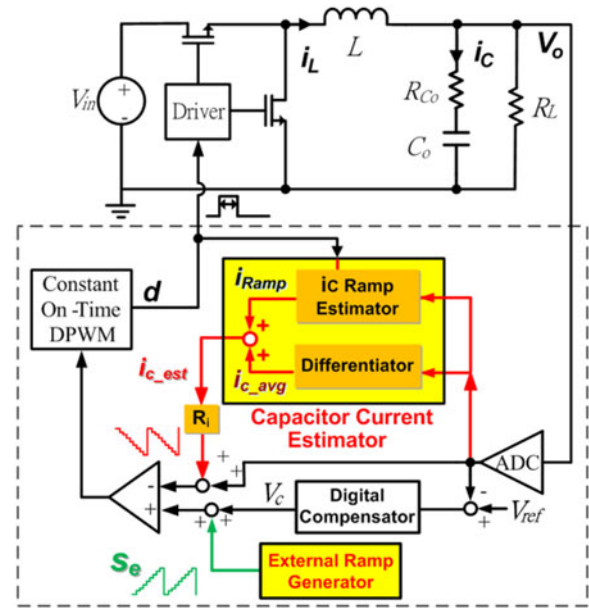 i_L
L
i_C
V_o
V_in
+
-
Driver
R_Co
C_o
R_L
Constant
On -Time
DPWM
d
i_Ramp
iC Ramp
Estimator
+
+
Differentiator
i_c_est
i_c_avg
R_i
Capacitor Current
Estimator
ADC
-
+
+
+
V_c
+
+
Digital
Compensator
-
+
V_ref
S_e
External Ramp
Generator